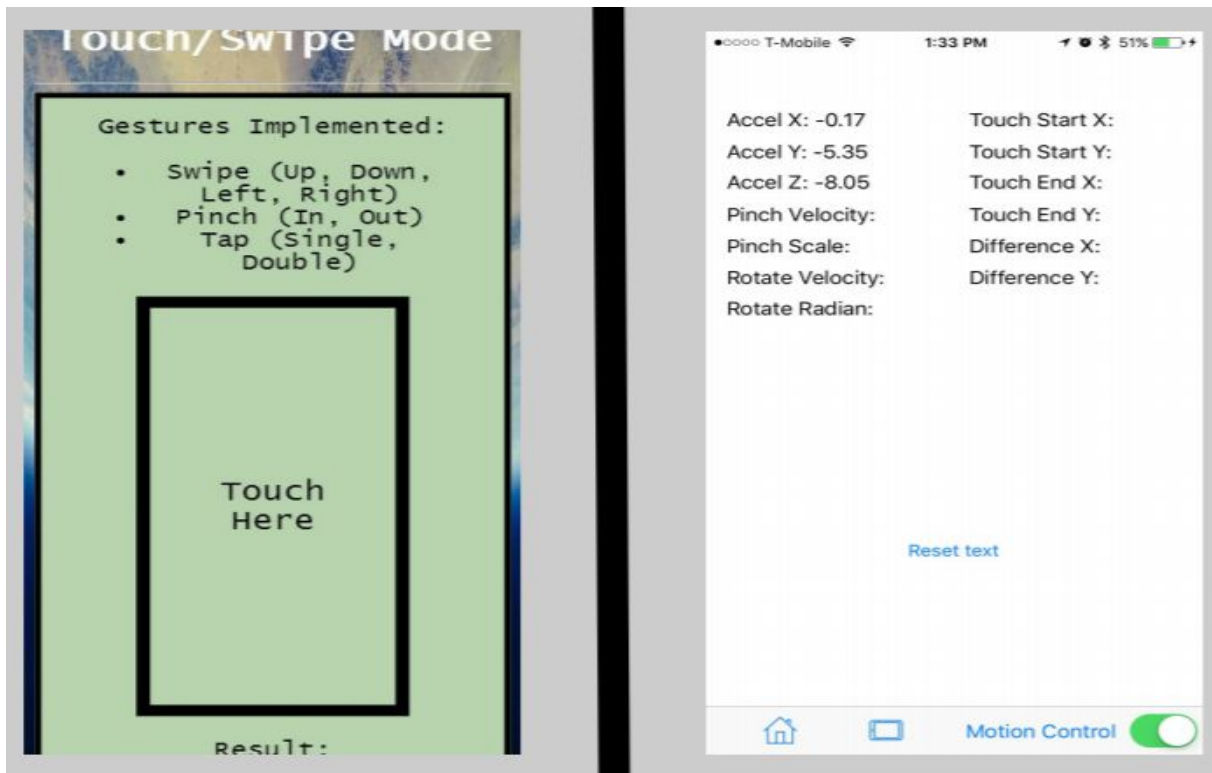 Touch/Swipe Mode
Gestures Implemented:
• Swipe (Up, Down,
Left, Right)
• Pinch (In, Out)
• Tap (Single,
Double)
Touch
Here
Result:
T-Mobile 1:33 PM 51%
Accel X: -0.17
Accel Y: -5.35
Accel Z: -8.05
Pinch Velocity:
Pinch Scale:
Rotate Velocity:
Rotate Radian:
Touch Start X:
Touch Start Y:
Touch End X:
Touch End Y:
Difference X:
Difference Y:
Reset text
Motion Control